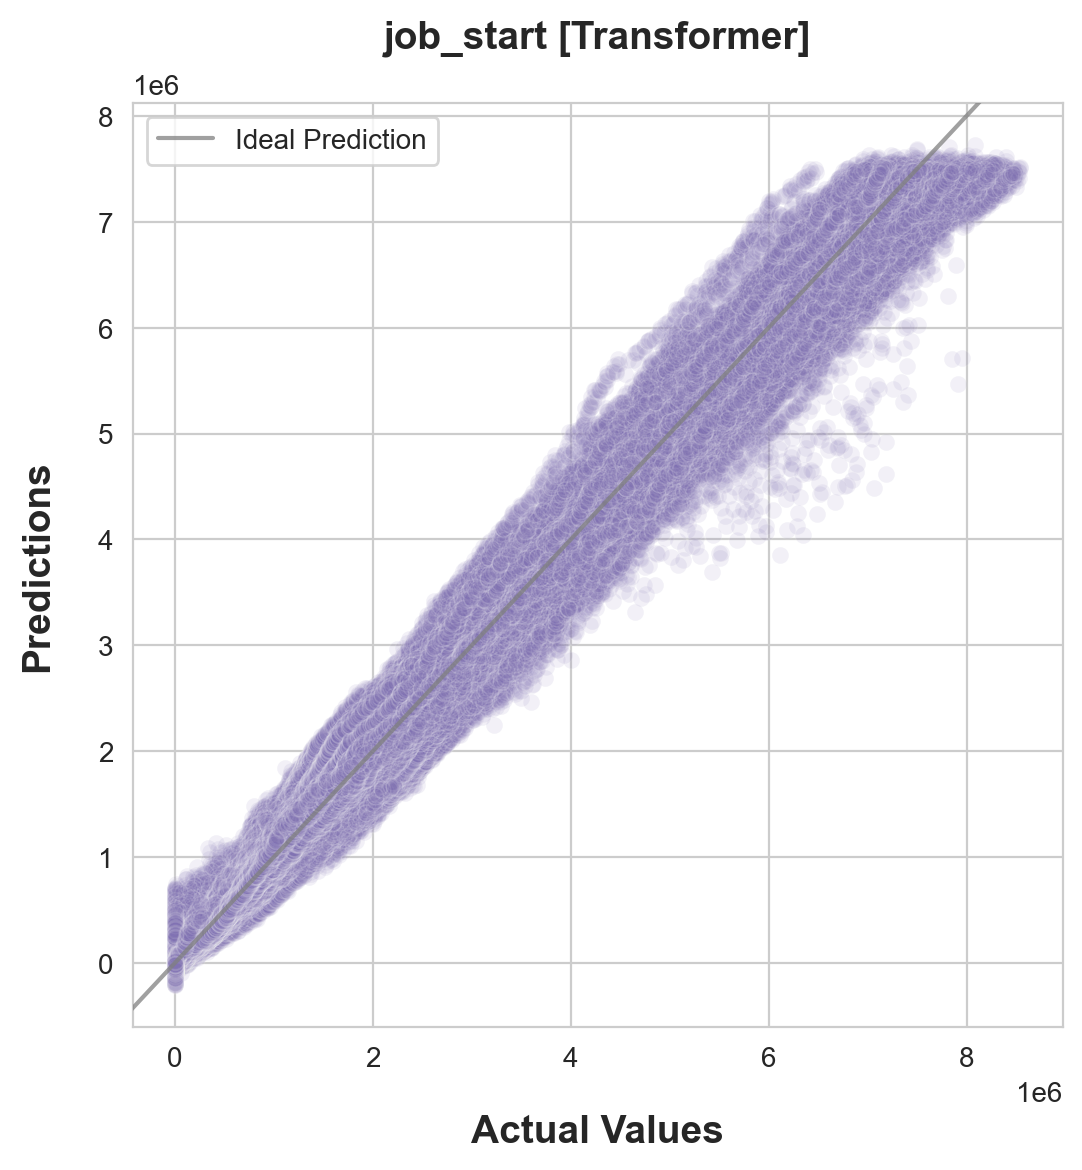 job_start [Transformer]
1e6
Ideal Prediction
8
7
6
5
4
3
2
1
0
Predictions
0 2 4 6 8
1e6
Actual Values